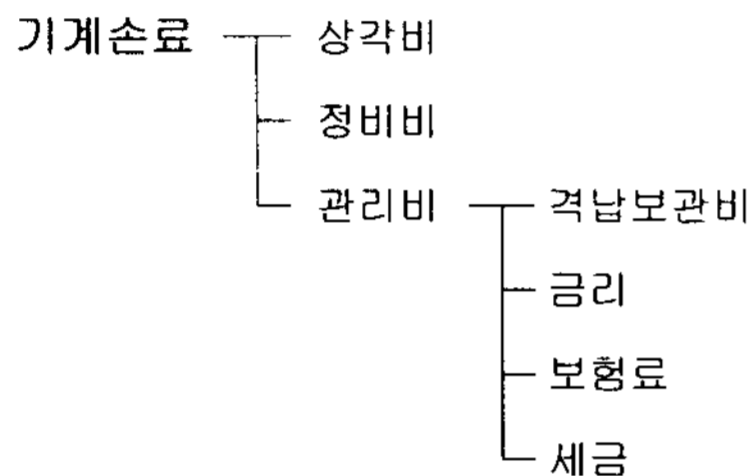 기계손료 상각비
정비비
관리비 격납보관비
금리
보험료
세금